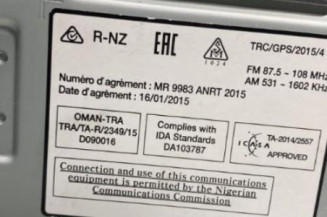 R-NZ EAC TRC/GPS/2015/4
1024
FM 87.5 ~ 108 MHz
AM 531 ~ 1602 KHz
Numéro d'agrément : MR 9983 ANRT 2015
Date d'agrément : 16/01/2015
OMAN-TRA
TRA/TA-R/2349/15
D090016
Complies with
IDA Standards
DA103787
ICASA
TA-2014/2557
APPROVED
Connection and use of this communications
equipment is permitted by the Nigerian
Communications Commission